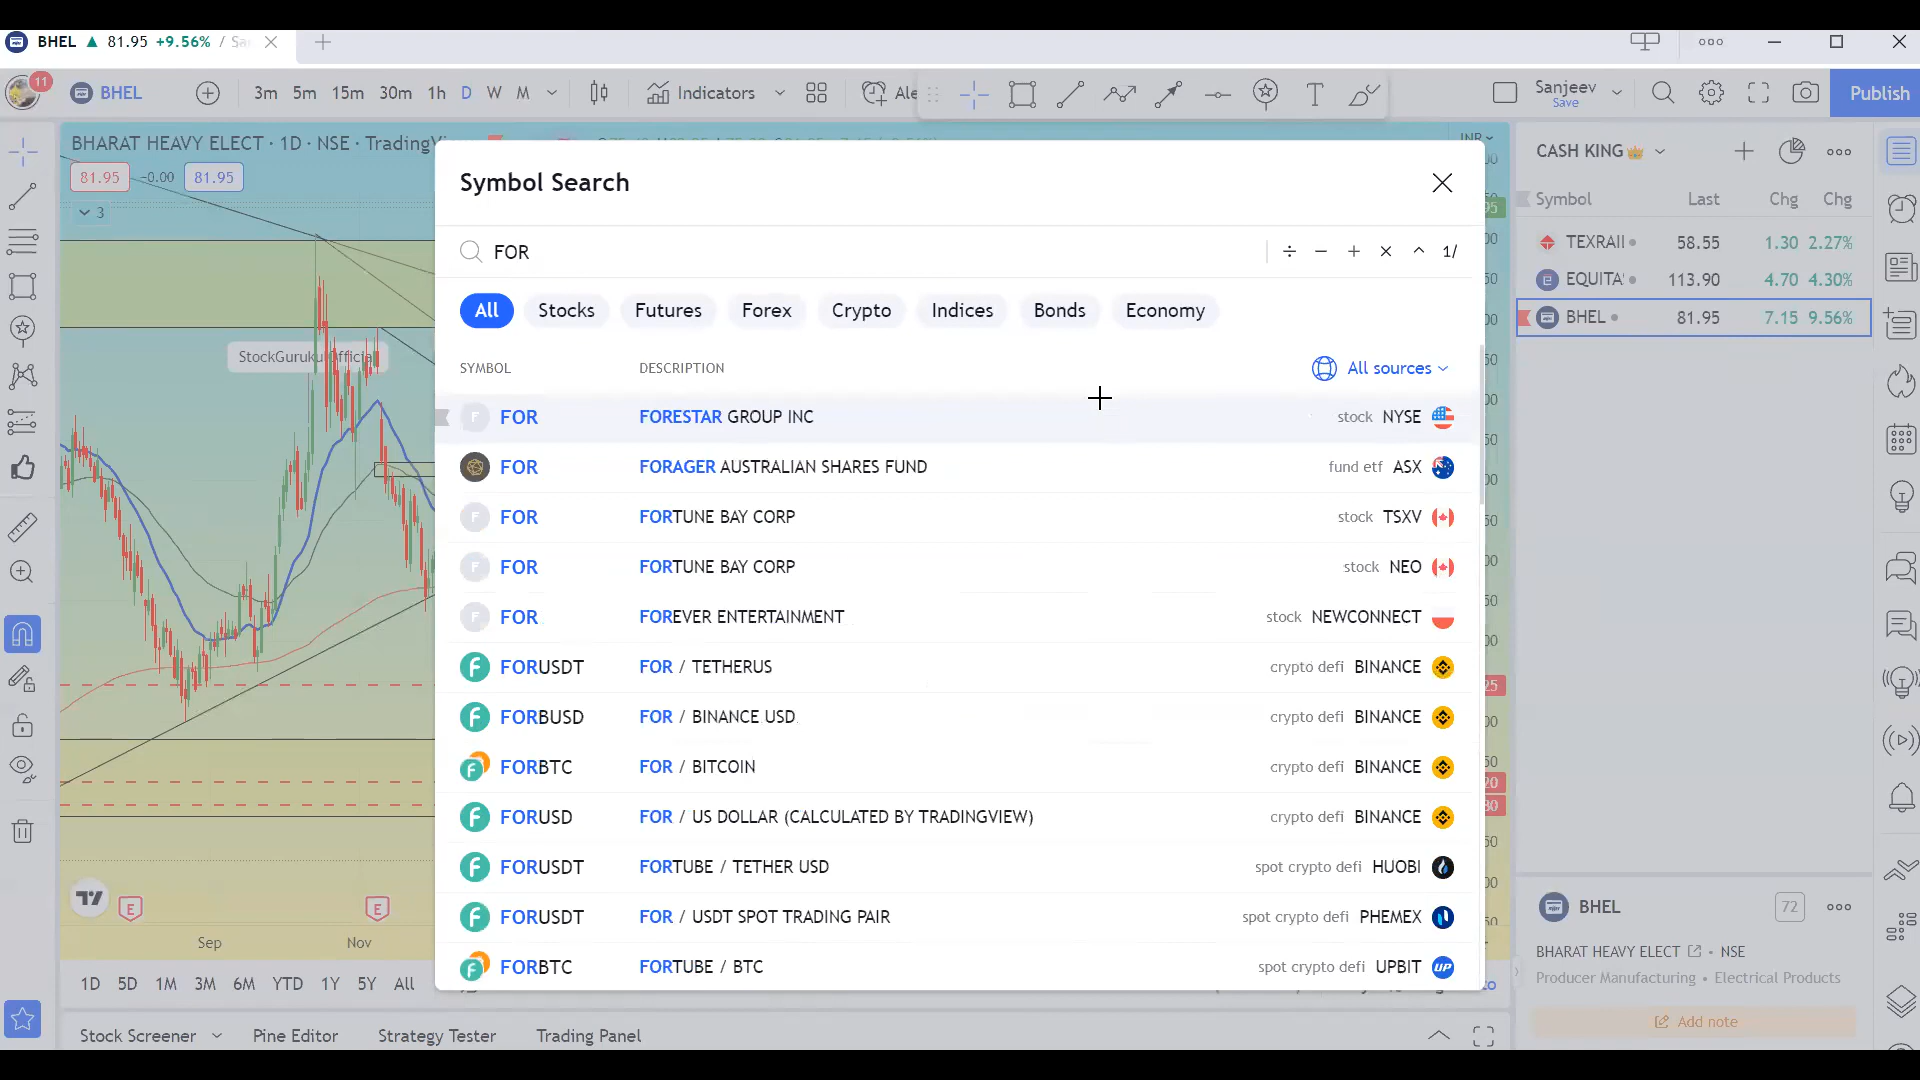 BHEL ▲ 81.95 +9.56% / Sa
11
BHEL
3m 5m 15m 30m 1h D W M
Indicators
Ale
T
Sanjeev
Save
Publish
BHARAT HEAVY ELECT · 1D · NSE · TradingVi
81.95 -0.00 81.95
3
StockGuruku Official
Sep
Nov
E
E
INR
Symbol Search
FOR
÷ − + × ^ 1/
All Stocks Futures Forex Crypto Indices Bonds Economy
SYMBOL DESCRIPTION All sources
FOR FORESTAR GROUP INC stock NYSE
FOR FORAGER AUSTRALIAN SHARES FUND fund etf ASX
FOR FORTUNE BAY CORP stock TSXV
FOR FORTUNE BAY CORP stock NEO
FOR FOREVER ENTERTAINMENT stock NEWCONNECT
FORUSDT FOR / TETHERUS crypto defi BINANCE
FORBUSD FOR / BINANCE USD crypto defi BINANCE
FORBTC FOR / BITCOIN crypto defi BINANCE
FORUSD FOR / US DOLLAR (CALCULATED BY TRADINGVIEW) crypto defi BINANCE
FORUSDT FORTUBE / TETHER USD spot crypto defi HUOBI
FORUSDT FOR / USDT SPOT TRADING PAIR spot crypto defi PHEMEX
FORBTC FORTUBE / BTC spot crypto defi UPBIT
CASH KING
Symbol Last Chg Chg
TEXRAIL 58.55 1.30 2.27%
EQUITA 113.90 4.70 4.30%
BHEL 81.95 7.15 9.56%
BHEL 72
BHARAT HEAVY ELECT • NSE
Producer Manufacturing • Electrical Products
Add note
1D 5D 1M 3M 6M YTD 1Y 5Y All
Stock Screener Pine Editor Strategy Tester Trading Panel